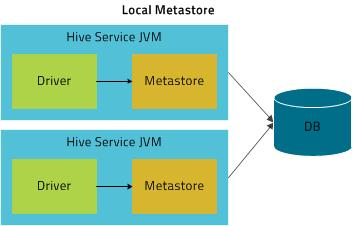 Local Metastore
Hive Service JVM
Driver
Metastore
Hive Service JVM
Driver
Metastore
DB